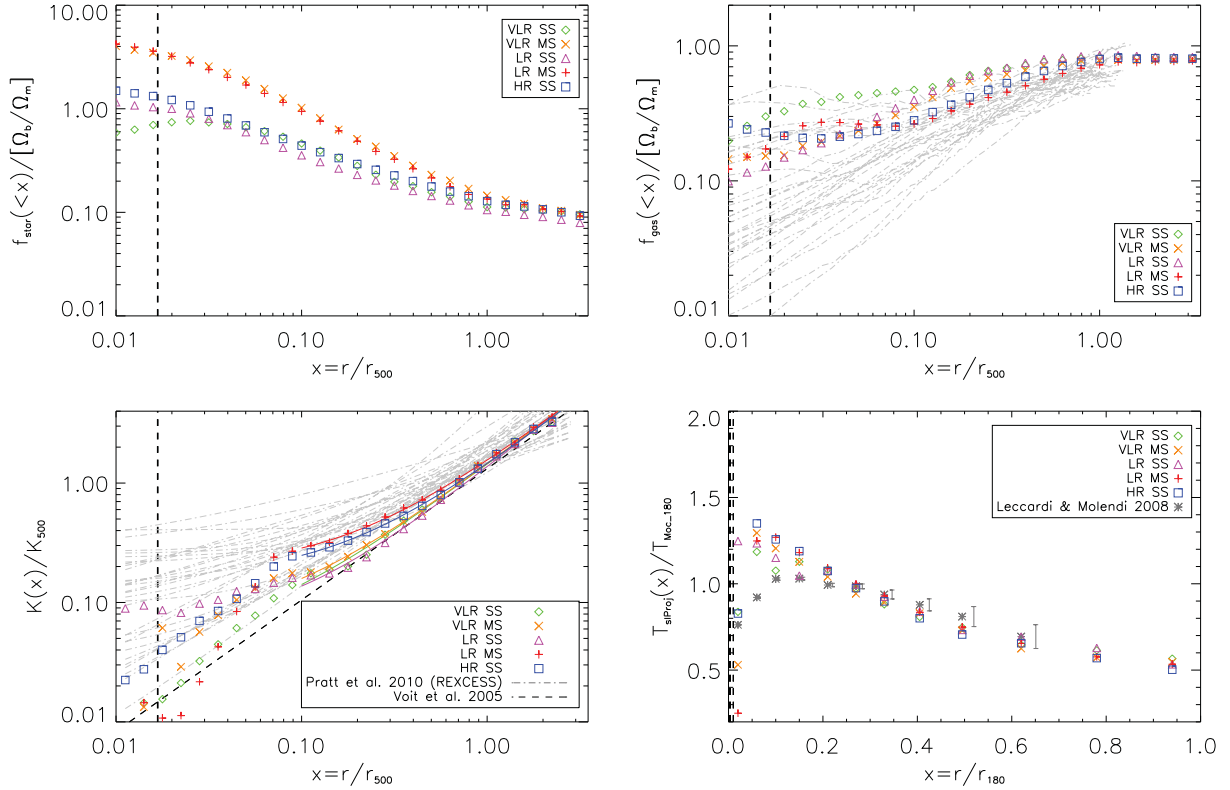 10.00
1.00
0.10
0.01
f_star(<x)/[Ω_b/Ω_m]
VLR SS
VLR MS
LR SS
LR MS
HR SS
0.01 0.10 1.00
x=r/r_500
1.00
0.10
0.01
f_gas(<x)/[Ω_b/Ω_m]
VLR SS
VLR MS
LR SS
LR MS
HR SS
0.01 0.10 1.00
x=r/r_500
1.00
0.10
0.01
K(x)/K_500
VLR SS
VLR MS
LR SS
LR MS
HR SS
Pratt et al. 2010 (REXCESS)
Voit et al. 2005
0.01 0.10 1.00
x=r/r_500
2.0
1.5
1.0
0.5
T_slProj(x)/T_Moc_180
VLR SS
VLR MS
LR SS
LR MS
HR SS
Leccardi & Molendi 2008
0.0 0.2 0.4 0.6 0.8 1.0
x=r/r_180